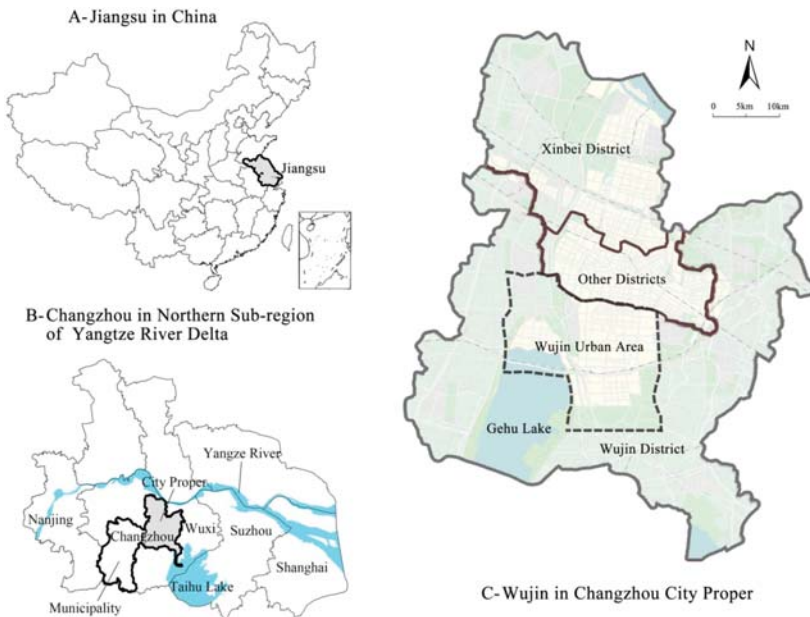 A-Jiangsu in China
Jiangsu
B-Changzhou in Northern Sub-region
of Yangtze River Delta
Yangze River
City Proper
Nanjing
Changzhou
Wuxi
Suzhou
Shanghai
Taihu Lake
Municipality
N
0 5km 10km
Xinbei District
Other Districts
Wujin Urban Area
Gehu Lake
Wujin District
C-Wujin in Changzhou City Proper